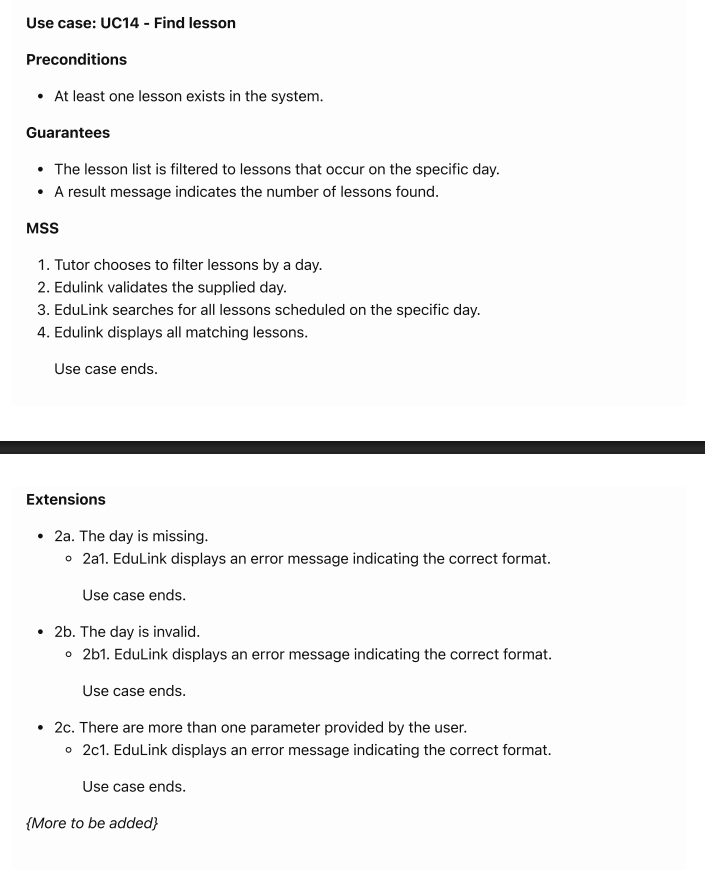 Use case: UC14 - Find lesson
Preconditions
• At least one lesson exists in the system.
Guarantees
• The lesson list is filtered to lessons that occur on the specific day.
• A result message indicates the number of lessons found.
MSS
1. Tutor chooses to filter lessons by a day.
2. Edulink validates the supplied day.
3. EduLink searches for all lessons scheduled on the specific day.
4. Edulink displays all matching lessons.
Use case ends.
Extensions
• 2a. The day is missing.
◦ 2a1. EduLink displays an error message indicating the correct format.
Use case ends.
• 2b. The day is invalid.
◦ 2b1. EduLink displays an error message indicating the correct format.
Use case ends.
• 2c. There are more than one parameter provided by the user.
◦ 2c1. EduLink displays an error message indicating the correct format.
Use case ends.
{More to be added}